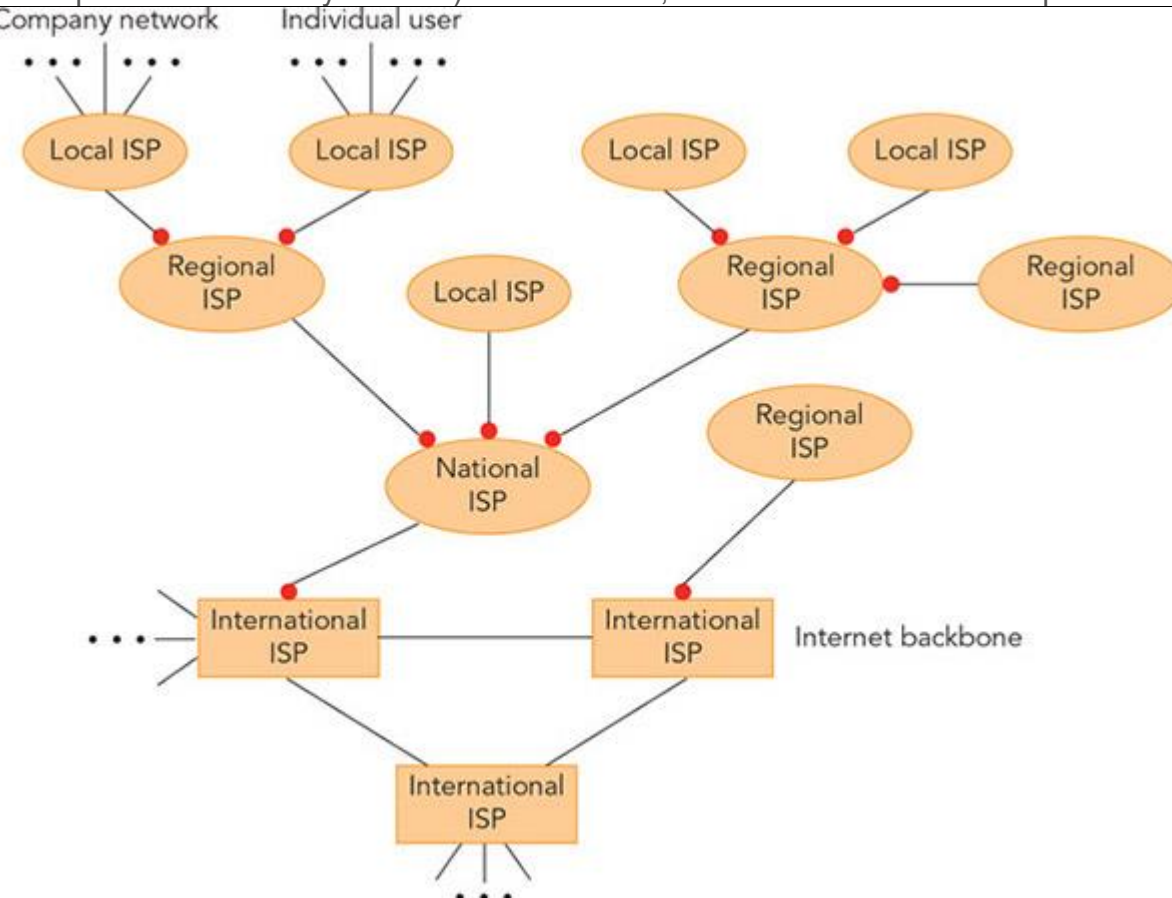 Company network
Individual user
Local ISP
Local ISP
Local ISP
Local ISP
Regional
ISP
Local ISP
Regional
ISP
Regional
ISP
Regional
ISP
National
ISP
International
ISP
International
ISP
Internet backbone
International
ISP